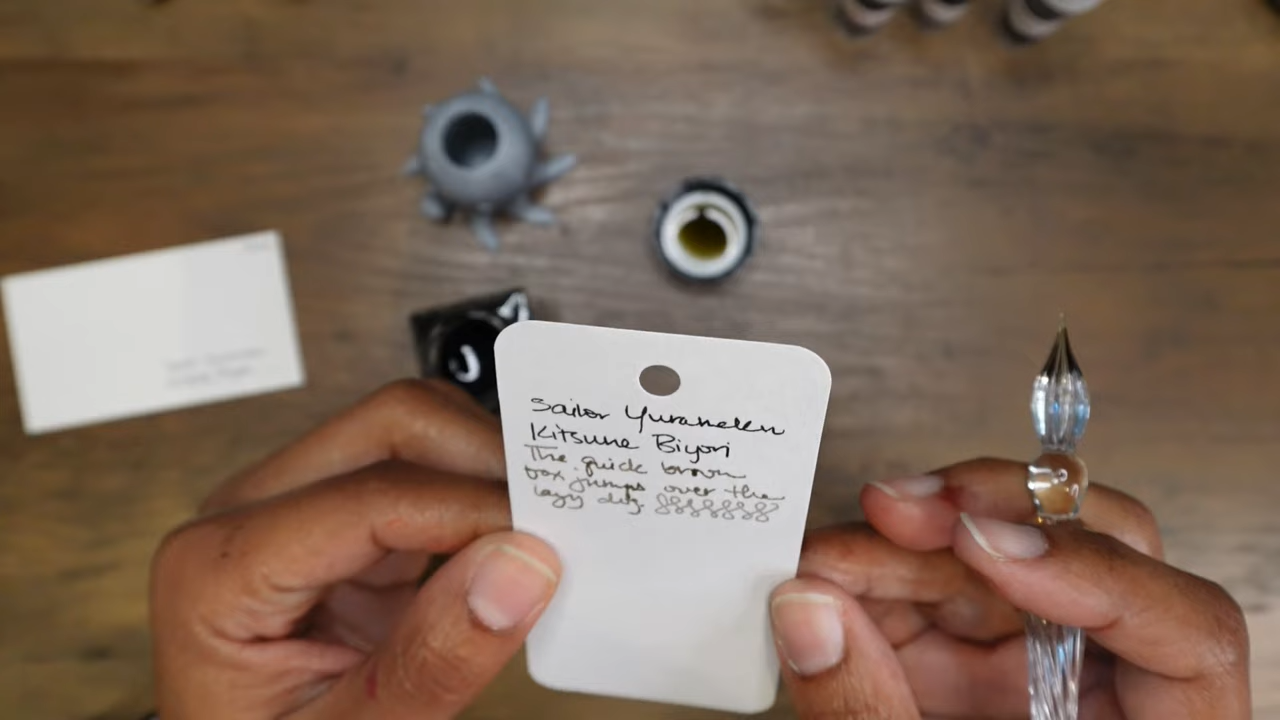 Sailor Yurameku
Kitsune Biyori
The quick brown
fox jumps over the
lazy dog.